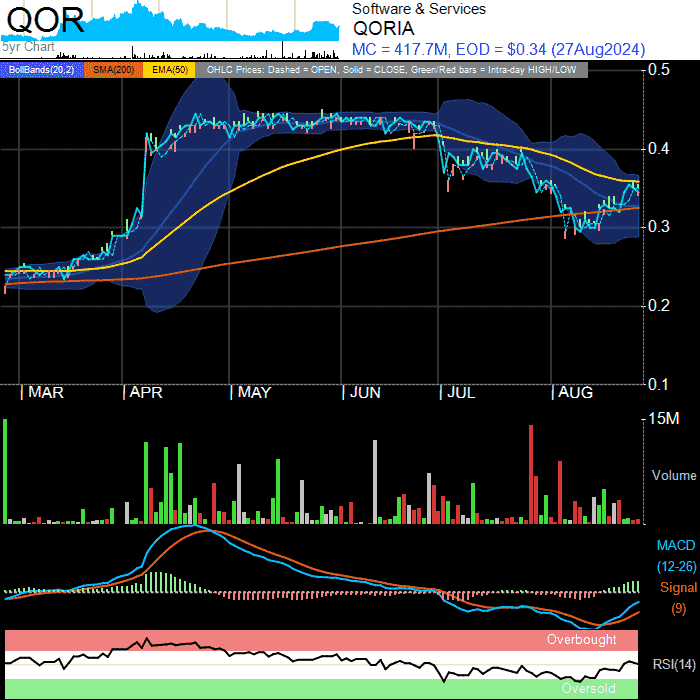 QOR
5yr Chart
Software & Services
QORIA
MC = 417.7M, EOD = $0.34 (27Aug2024)
BollBands(20,2) SMA(200) EMA(50) OHLC Prices: Dashed = OPEN, Solid = CLOSE, Green/Red bars = Intra-day HIGH/LOW
0.5
0.4
0.3
0.2
0.1
MAR APR MAY JUN JUL AUG
15M
Volume
MACD
(12-26)
Signal
(9)
Overbought
RSI(14)
Oversold